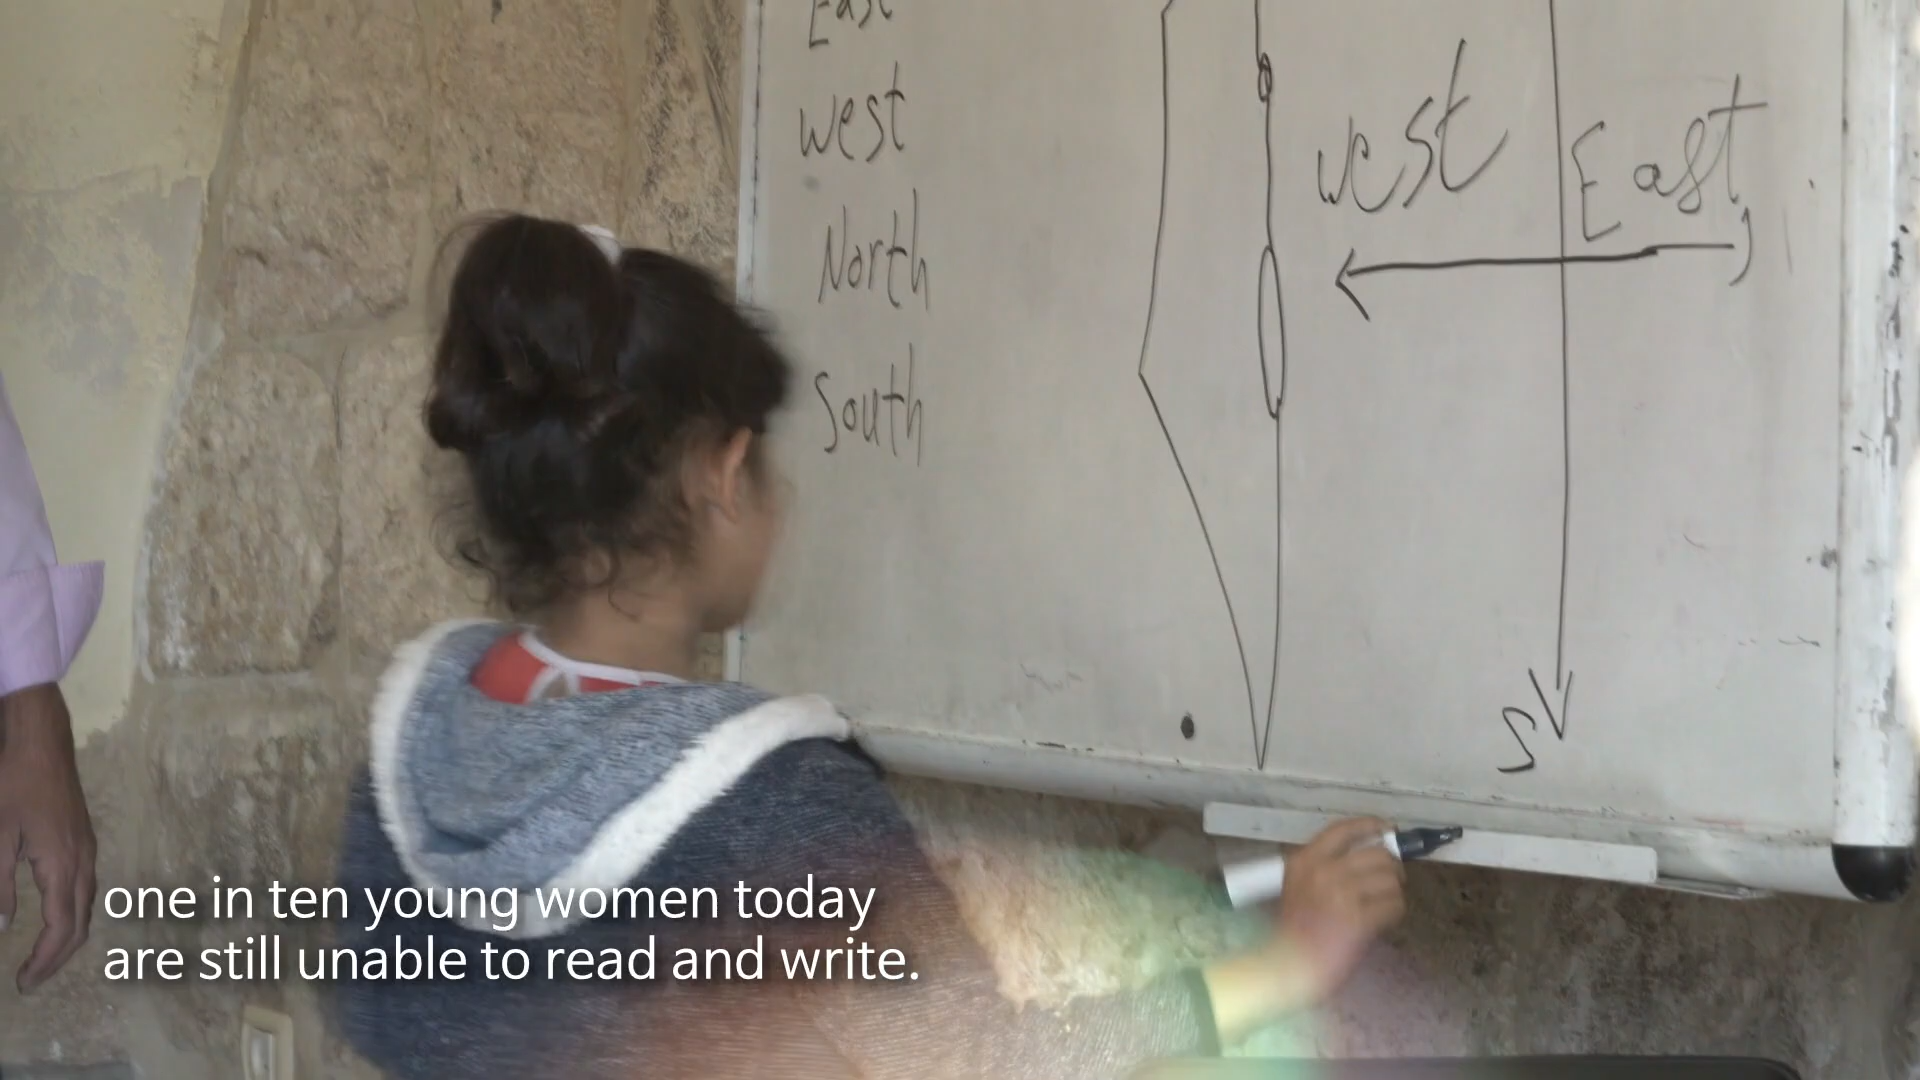 East
west
North
South
west East
S
one in ten young women today
are still unable to read and write.